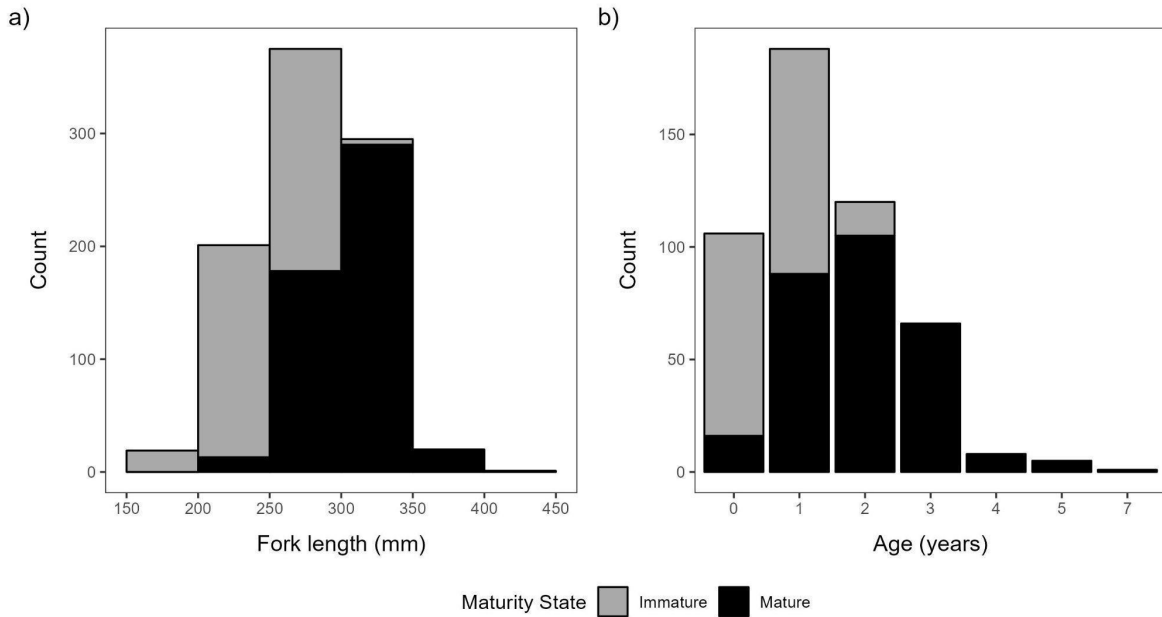 a)
Count
300
200
100
0
150 200 250 300 350 400 450
Fork length (mm)
b)
Count
150
100
50
0
0 1 2 3 4 5 7
Age (years)
Maturity State Immature Mature